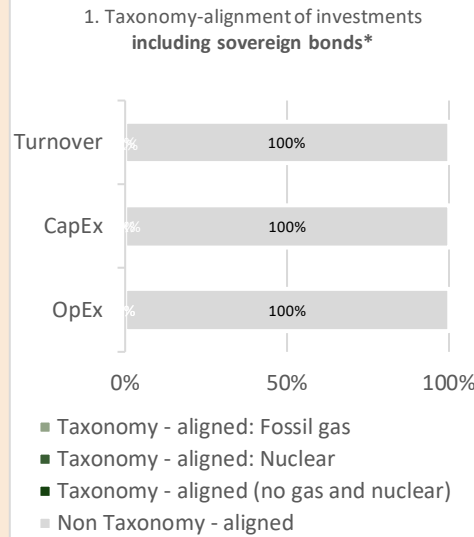 1. Taxonomy-alignment of investments
including sovereign bonds*
Turnover
100%
CapEx
100%
OpEx
100%
0%
50%
100%
Taxonomy - aligned: Fossil gas
Taxonomy - aligned: Nuclear
Taxonomy - aligned (no gas and nuclear)
Non Taxonomy - aligned